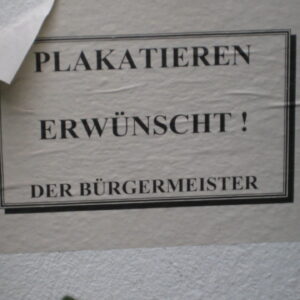 PLAKATIEREN
ERWÜNSCHT !
DER BÜRGERMEISTER